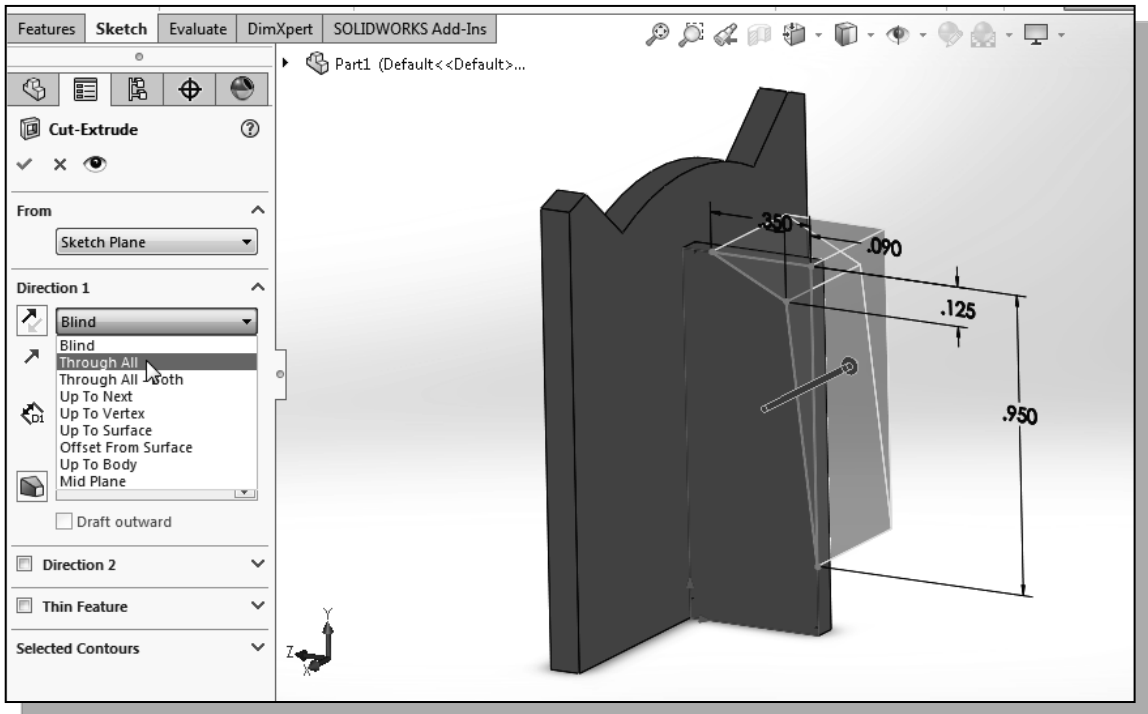 Features Sketch Evaluate DimXpert SOLIDWORKS Add-Ins
Part1 (Default<<Default>...
Cut-Extrude
?
From
Sketch Plane
Direction 1
Blind
Blind
Through All
Through All - Both
Up To Next
Up To Vertex
Up To Surface
Offset From Surface
Up To Body
Mid Plane
D1
Draft outward
Direction 2
Thin Feature
Selected Contours
.350
.090
.125
.950
Y
Z
X